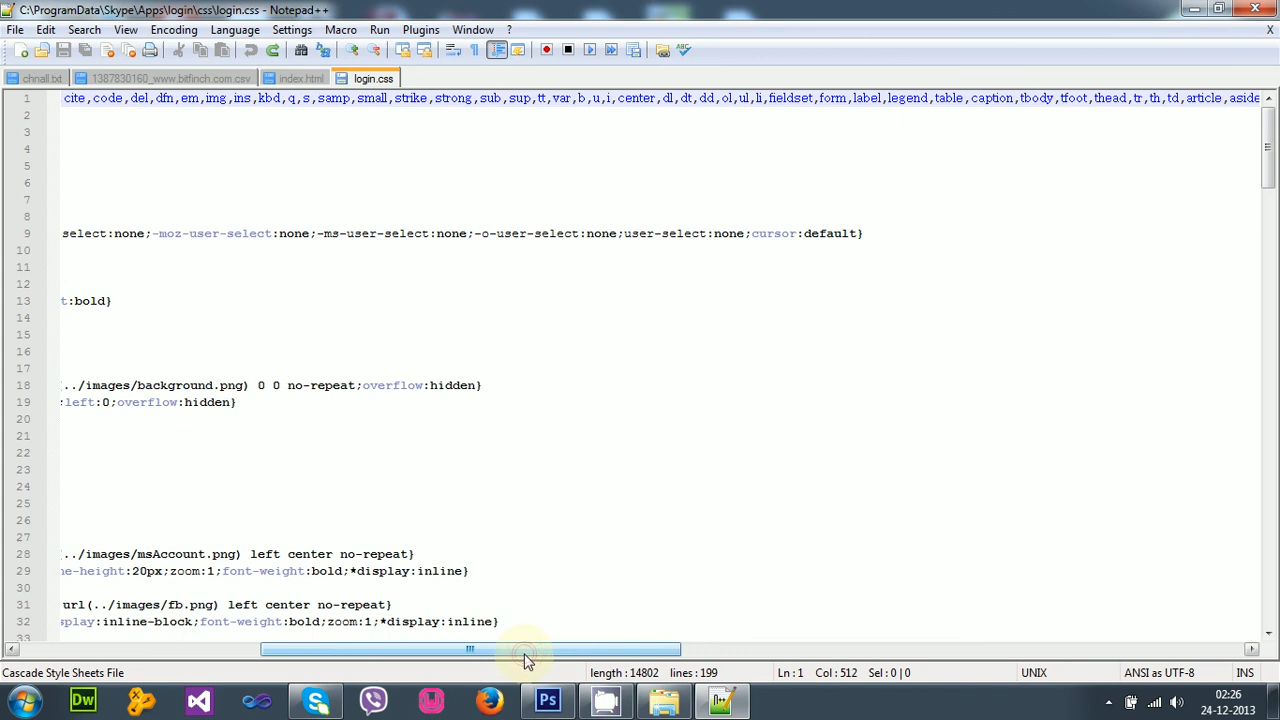 C:\ProgramData\Skype\Apps\login\css\login.css - Notepad++
File Edit Search View Encoding Language Settings Macro Run Plugins Window ? X
chnall.txt 1387830160_www.bitfinch.com.csv index.html login.css
1 cite,code,del,dfn,em,img,ins,kbd,q,s,samp,small,strike,strong,sub,sup,tt,var,b,u,i,center,dl,dt,dd,ol,ul,li,fieldset,form,label,legend,table,caption,tbody,tfoot,thead,tr,th,td,article,aside
2
3
4
5
6
7
8
9 select:none;-moz-user-select:none;-ms-user-select:none;-o-user-select:none;user-select:none;cursor:default}
10
11
12
13 t:bold}
14
15
16
17
18 (../images/background.png) 0 0 no-repeat;overflow:hidden}
19 ;left:0;overflow:hidden}
20
21
22
23
24
25
26
27
28 (../images/msAccount.png) left center no-repeat}
29 ne-height:20px;zoom:1;font-weight:bold;*display:inline}
30
31 url(../images/fb.png) left center no-repeat}
32 splay:inline-block;font-weight:bold;zoom:1;*display:inline}
33
Cascade Style Sheets File length : 14802 lines : 199 Ln : 1 Col : 512 Sel : 0 | 0 UNIX ANSI as UTF-8 INS
Dw Ps
02:26
24-12-2013